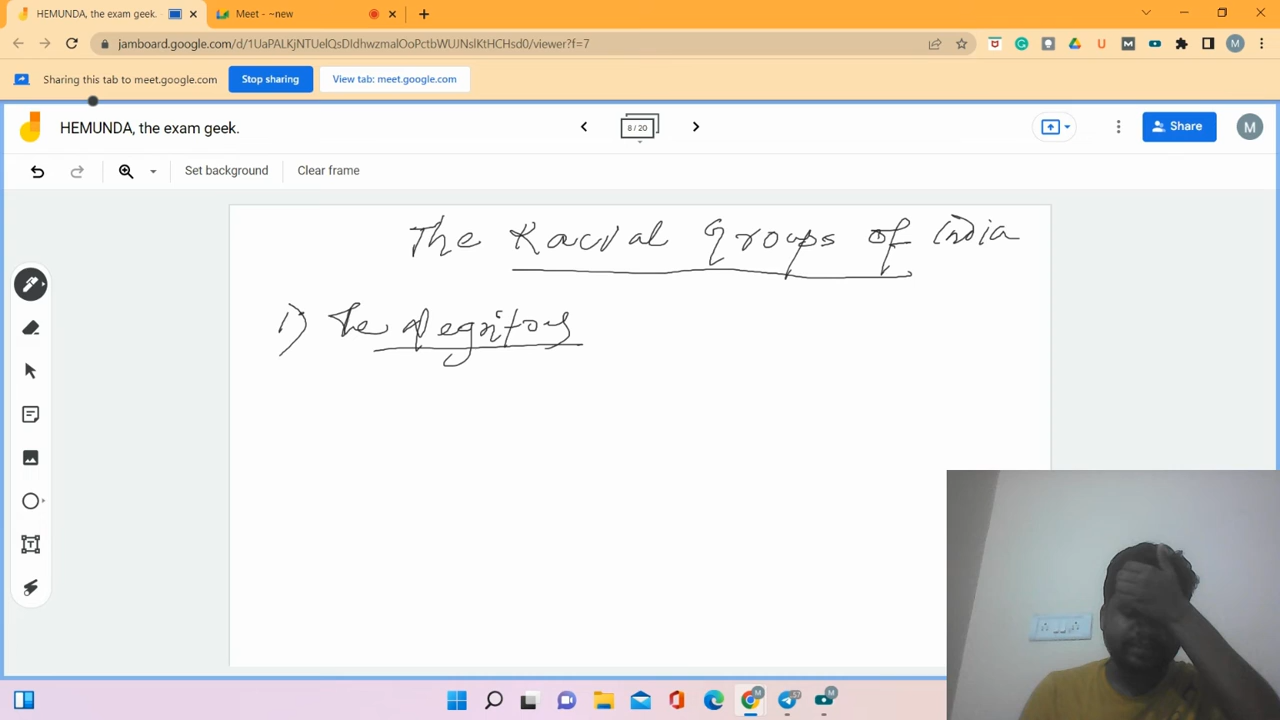 HEMUNDA, the exam geek.
Meet - ~new
jamboard.google.com/d/1UaPALKjNTUelQsDIdhwzmalOoPctbWUJNslKtHCHsd0/viewer?f=7
M
Sharing this tab to meet.google.com
Stop sharing
View tab: meet.google.com
HEMUNDA, the exam geek.
8 / 20
Share
M
Set background
Clear frame
The Racial Groups of India
1) The Negritos